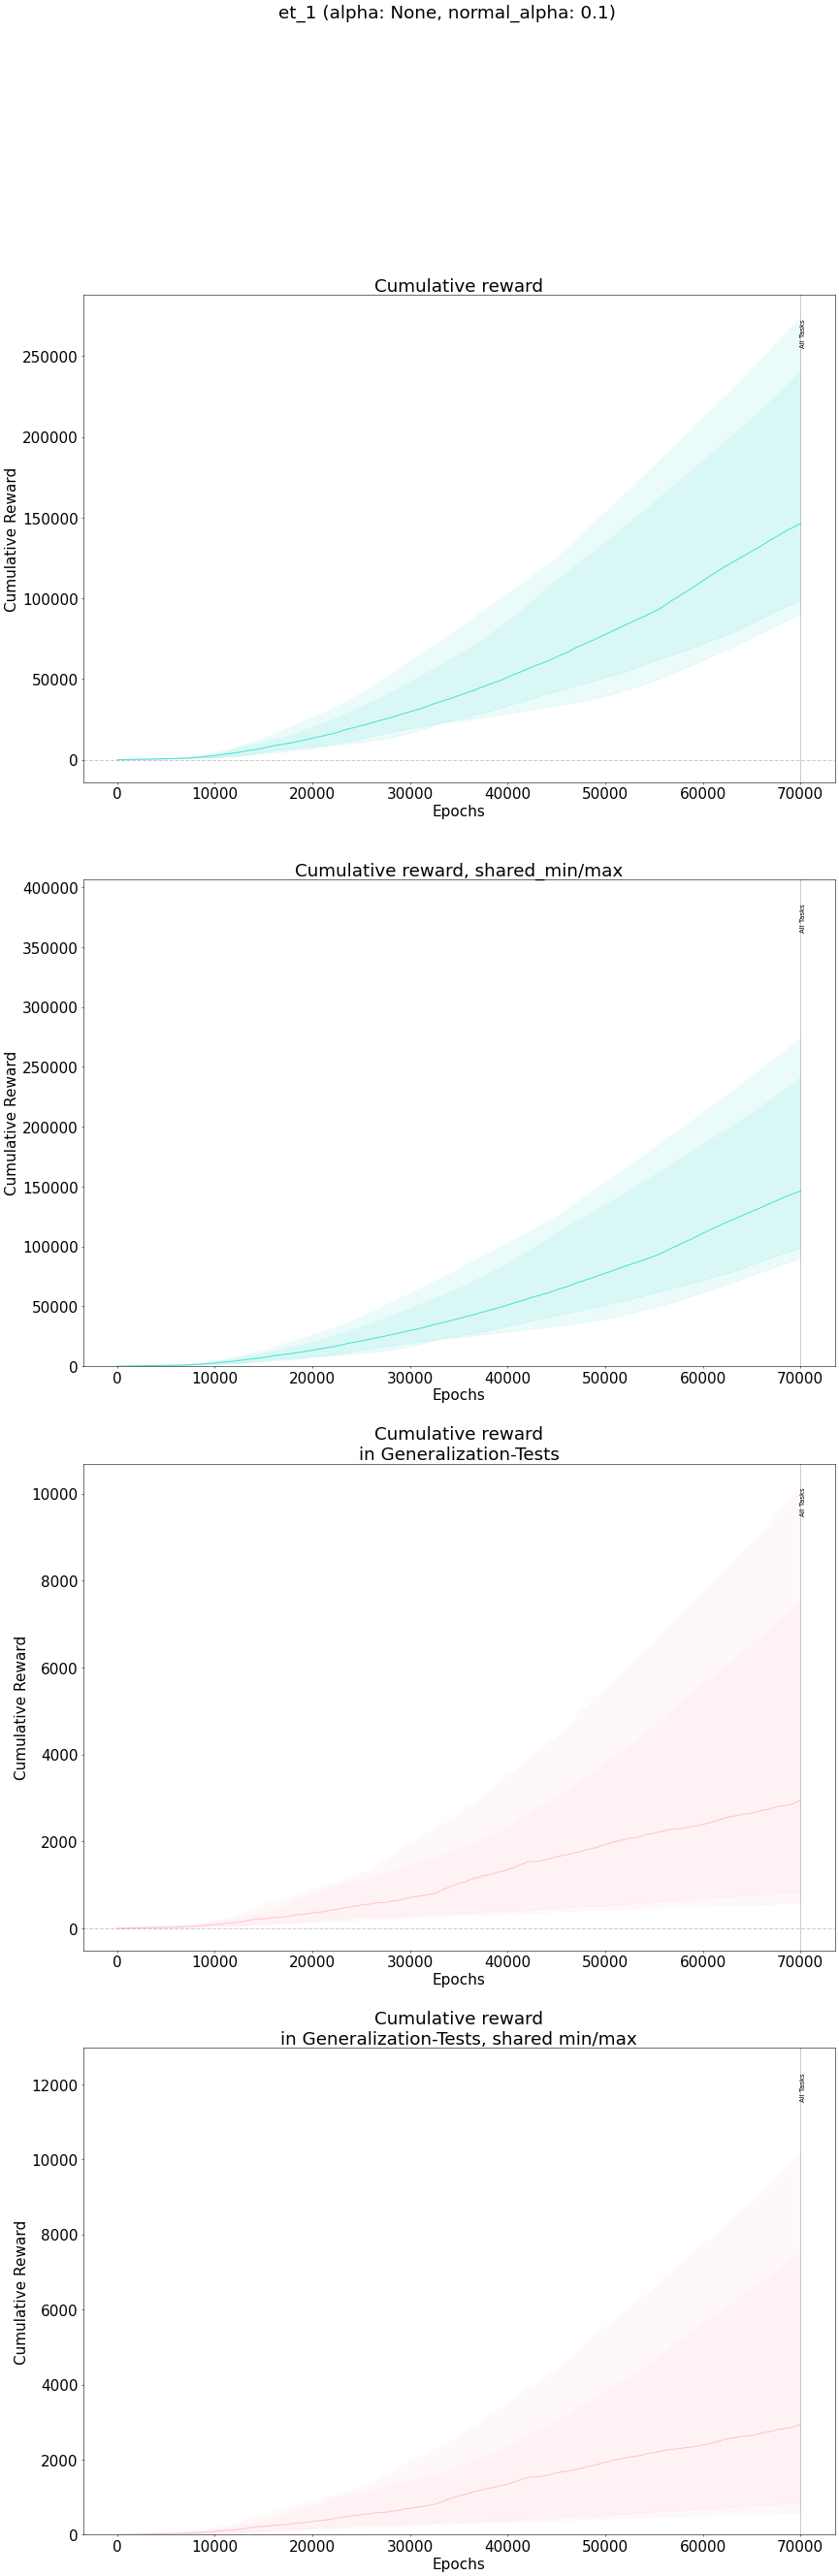 et_1 (alpha: None, normal_alpha: 0.1)
Cumulative reward
All Tasks
250000
200000
150000
100000
50000
0
Cumulative Reward
0 10000 20000 30000 40000 50000 60000 70000
Epochs
Cumulative reward, shared_min/max
All Tasks
400000
350000
300000
250000
200000
150000
100000
50000
0
Cumulative Reward
0 10000 20000 30000 40000 50000 60000 70000
Epochs
Cumulative reward
in Generalization-Tests
All Tasks
10000
8000
6000
4000
2000
0
Cumulative Reward
0 10000 20000 30000 40000 50000 60000 70000
Epochs
Cumulative reward
in Generalization-Tests, shared min/max
All Tasks
12000
10000
8000
6000
4000
2000
0
Cumulative Reward
0 10000 20000 30000 40000 50000 60000 70000
Epochs